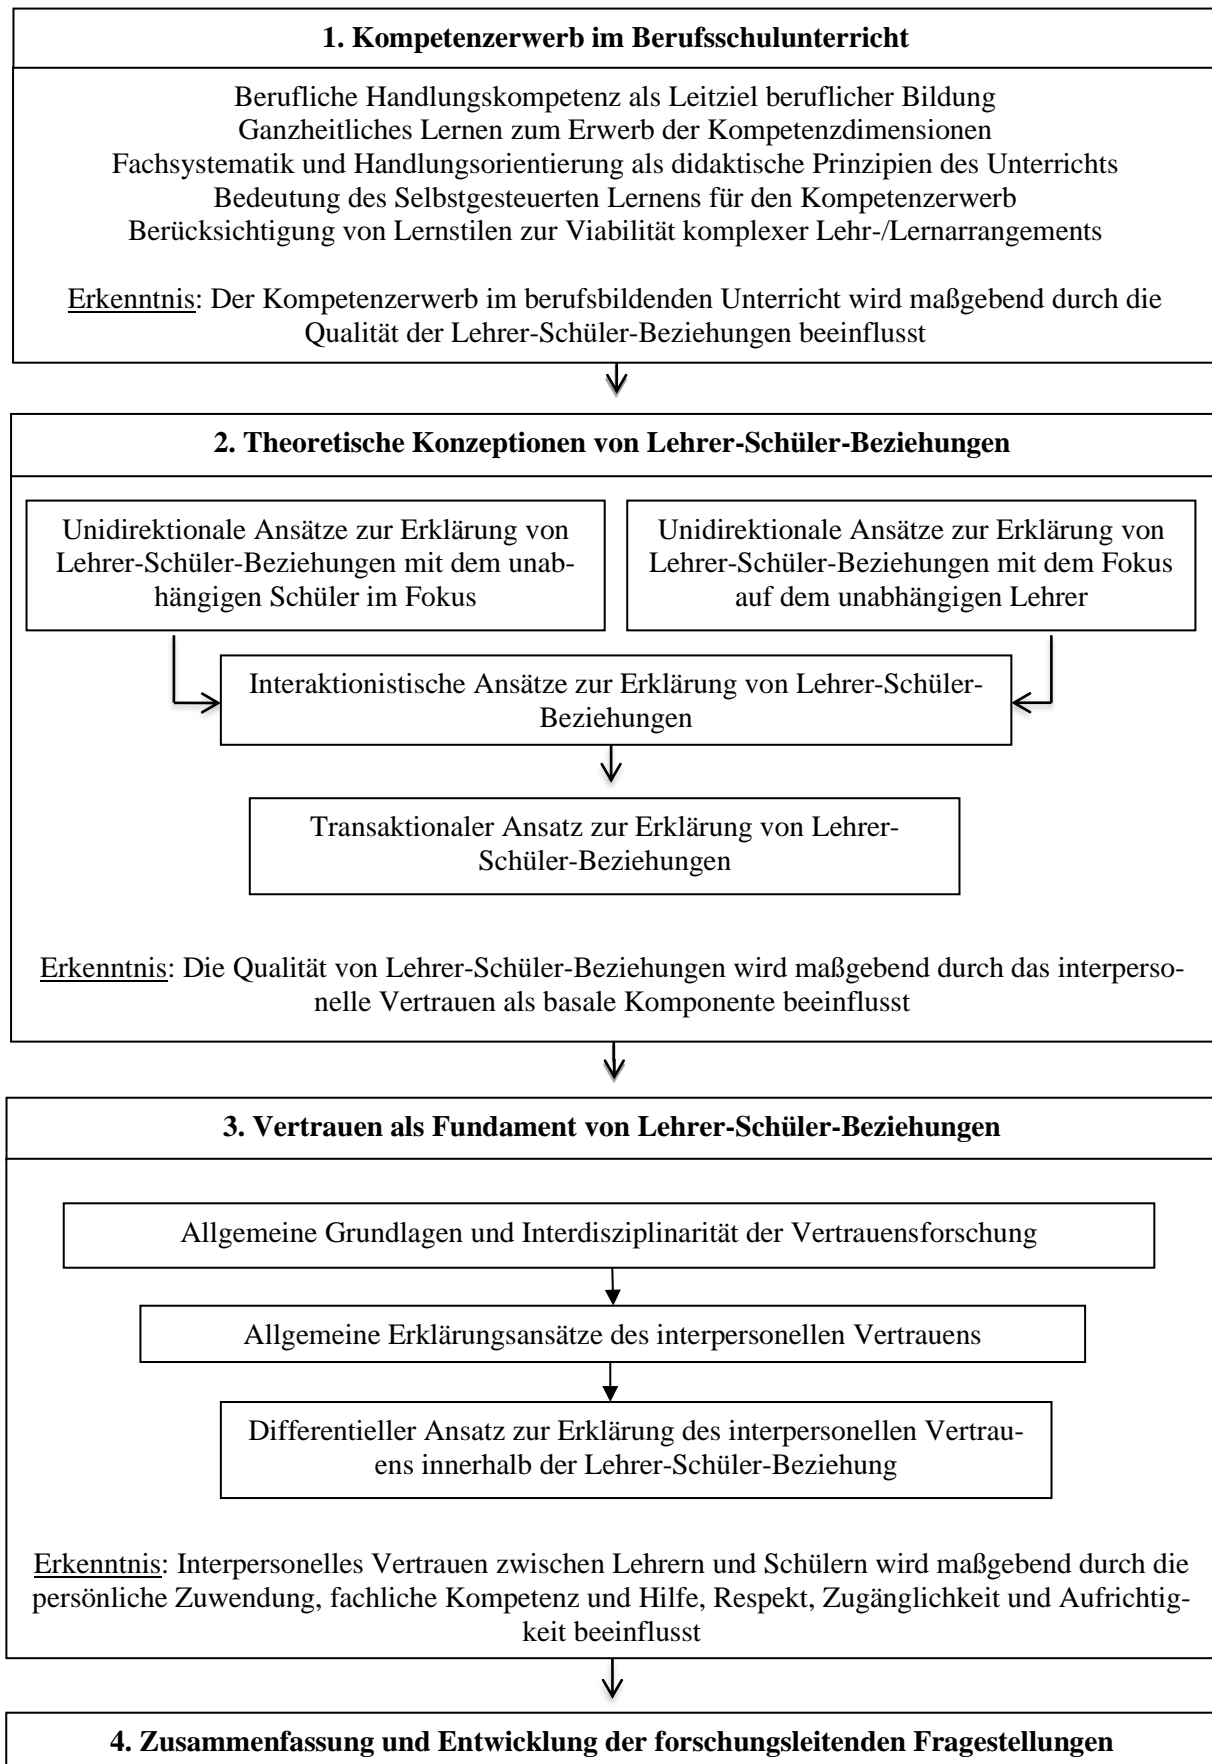 1. Kompetenzerwerb im Berufsschulunterricht
Berufliche Handlungskompetenz als Leitziel beruflicher Bildung
Ganzheitliches Lernen zum Erwerb der Kompetenzdimensionen
Fachsystematik und Handlungsorientierung als didaktische Prinzipien des Unterrichts
Bedeutung des Selbstgesteuerten Lernens für den Kompetenzerwerb
Berücksichtigung von Lernstilen zur Viabilität komplexer Lehr-/Lernarrangements
Erkenntnis: Der Kompetenzerwerb im berufsbildenden Unterricht wird maßgebend durch die
Qualität der Lehrer-Schüler-Beziehungen beeinflusst
2. Theoretische Konzeptionen von Lehrer-Schüler-Beziehungen
Unidirektionale Ansätze zur Erklärung von
Lehrer-Schüler-Beziehungen mit dem unab-
hängigen Schüler im Fokus
Unidirektionale Ansätze zur Erklärung von
Lehrer-Schüler-Beziehungen mit dem Fokus
auf dem unabhängigen Lehrer
Interaktionistische Ansätze zur Erklärung von Lehrer-Schüler-
Beziehungen
Transaktionaler Ansatz zur Erklärung von Lehrer-
Schüler-Beziehungen
Erkenntnis: Die Qualität von Lehrer-Schüler-Beziehungen wird maßgebend durch das interperso-
nelle Vertrauen als basale Komponente beeinflusst
3. Vertrauen als Fundament von Lehrer-Schüler-Beziehungen
Allgemeine Grundlagen und Interdisziplinarität der Vertrauensforschung
Allgemeine Erklärungsansätze des interpersonellen Vertrauens
Differentieller Ansatz zur Erklärung des interpersonellen Vertrau-
ens innerhalb der Lehrer-Schüler-Beziehung
Erkenntnis: Interpersonelles Vertrauen zwischen Lehrern und Schülern wird maßgebend durch die
persönliche Zuwendung, fachliche Kompetenz und Hilfe, Respekt, Zugänglichkeit und Aufrichtig-
keit beeinflusst
4. Zusammenfassung und Entwicklung der forschungsleitenden Fragestellungen